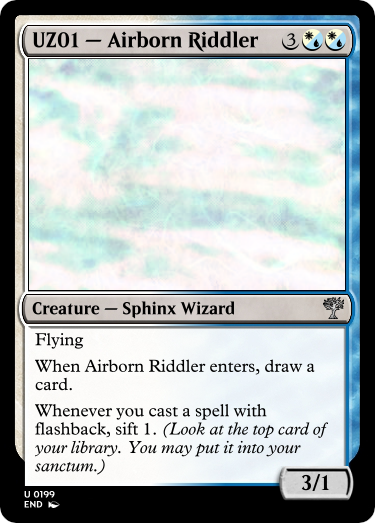 UZ01 — Airborn Riddler 3
Creature — Sphinx Wizard
Flying
When Airborn Riddler enters, draw a
card.
Whenever you cast a spell with
flashback, sift 1. (Look at the top card
of your library. You may put it into your
sanctum.)
3/1
U 0199
END